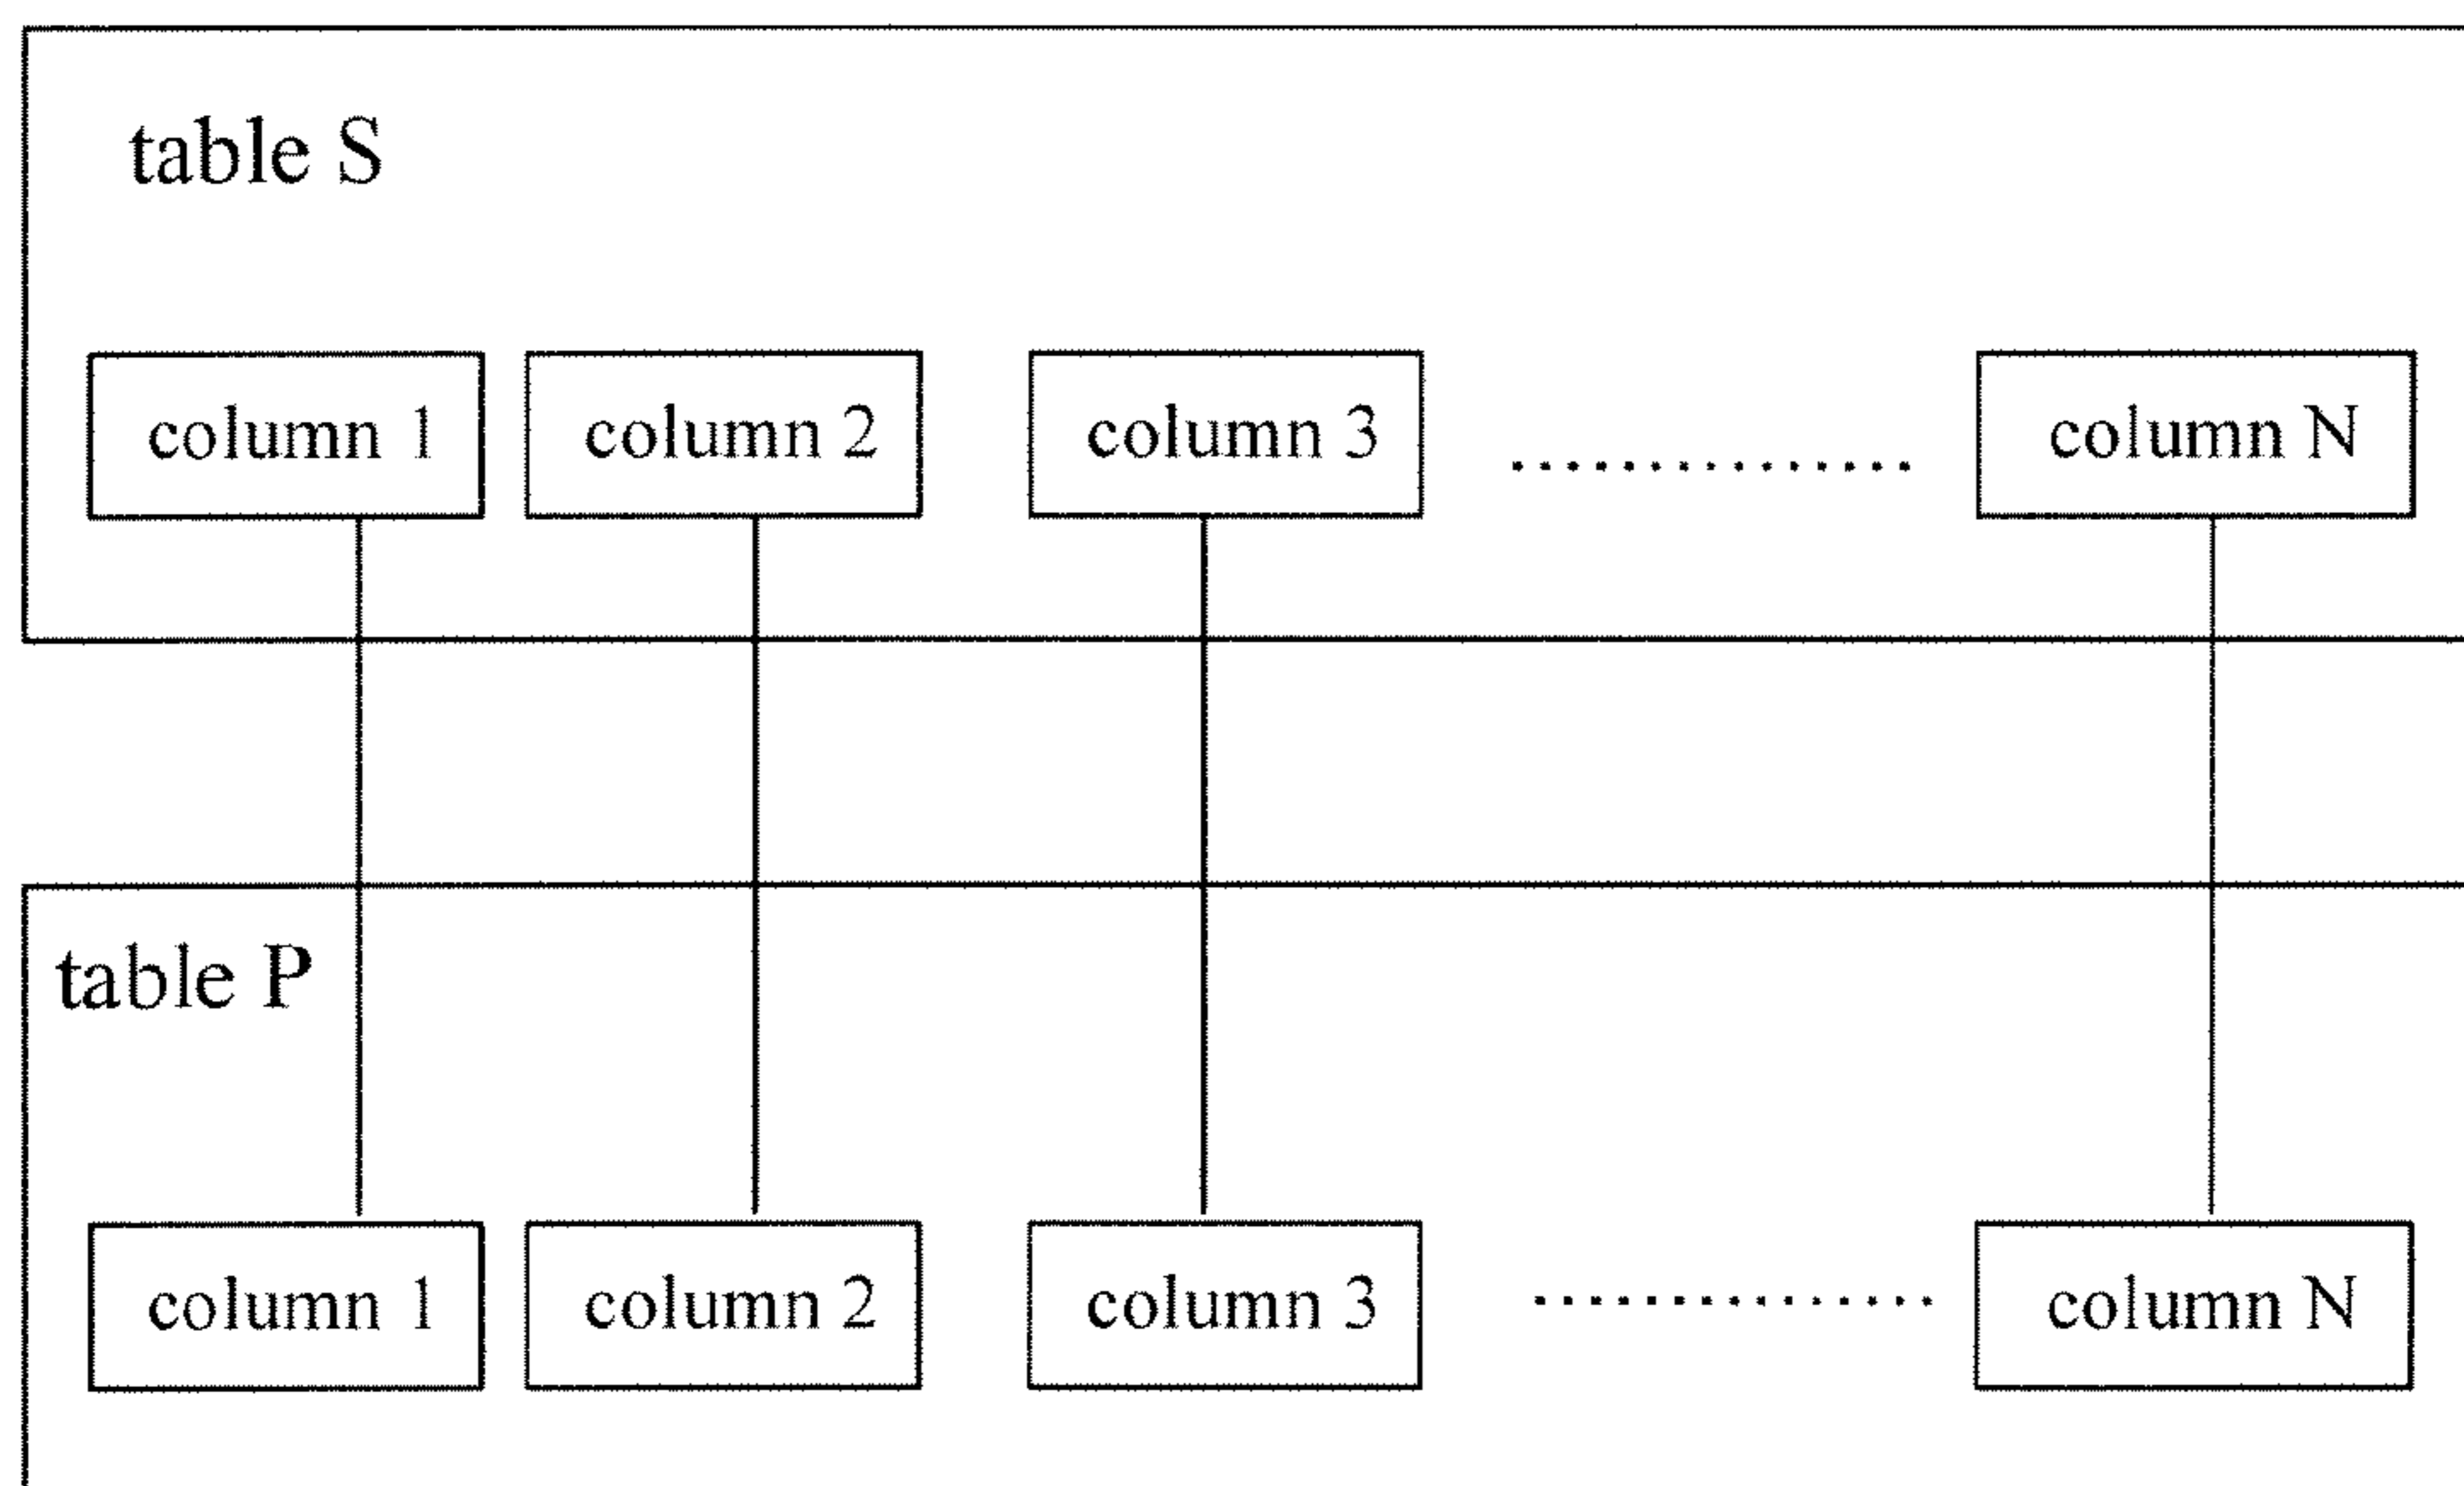 table S
column 1 column 2 column 3 ............... column N
table P
column 1 column 2 column 3 ............... column N